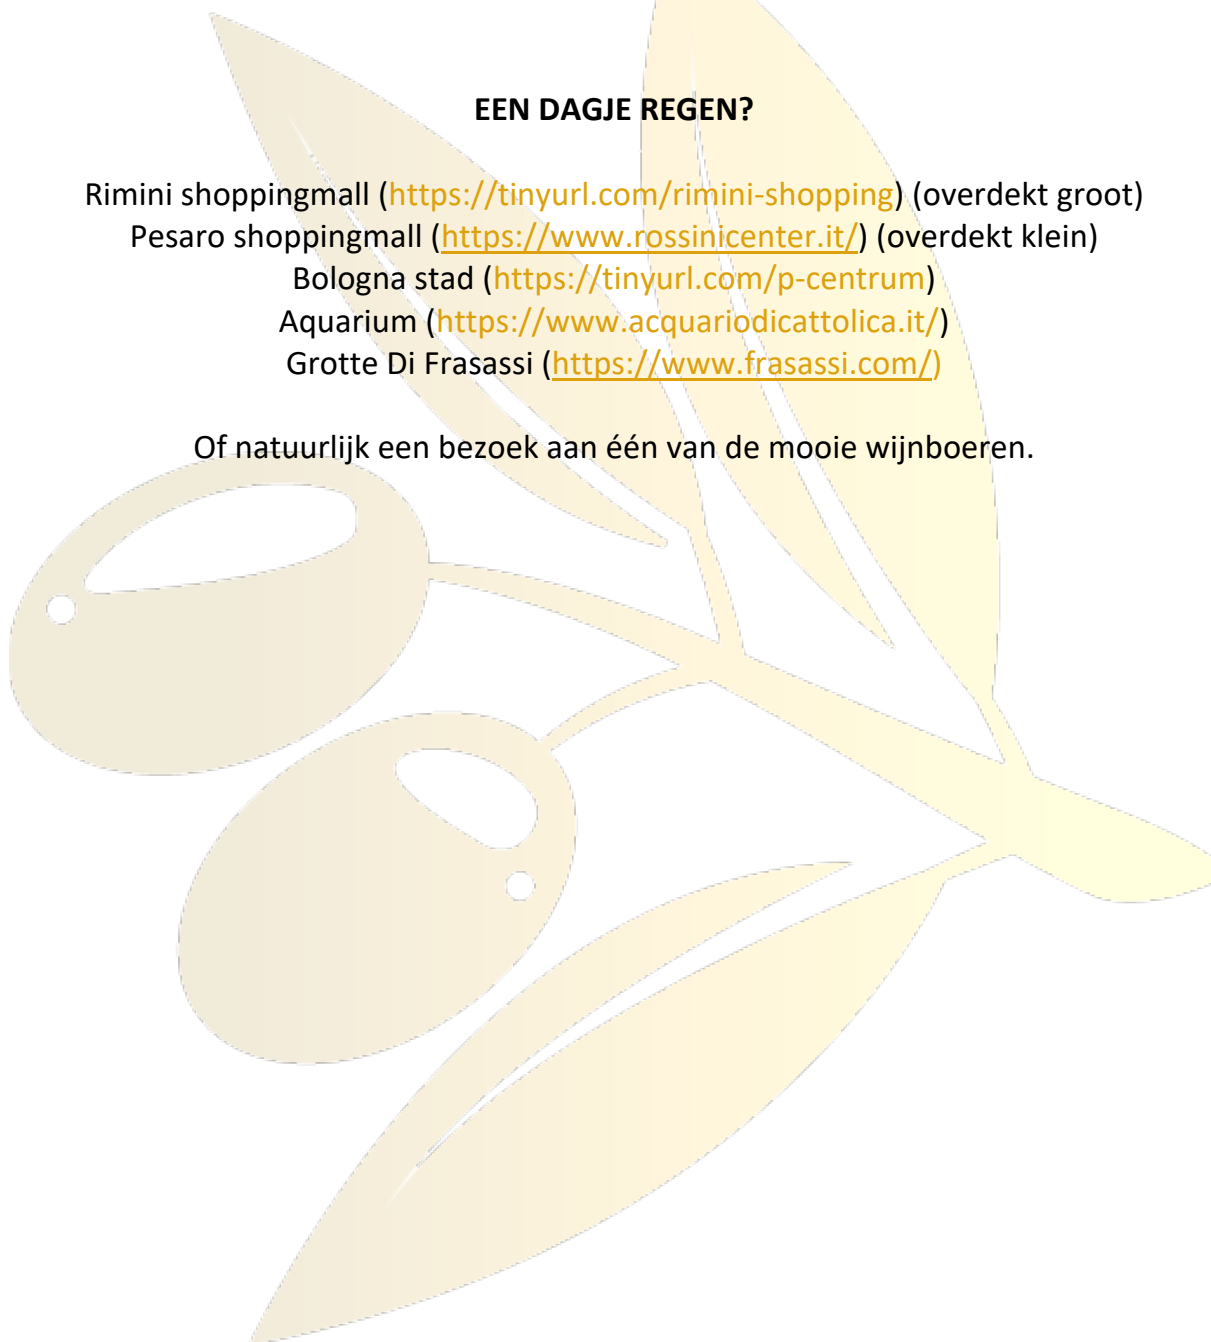 EEN DAGJE REGEN?
Rimini shoppingmall (https://tinyurl.com/rimini-shopping) (overdekt groot)
Pesaro shoppingmall (https://www.rossinicenter.it/) (overdekt klein)
Bologna stad (https://tinyurl.com/p-centrum)
Aquarium (https://www.acquariodicattolica.it/)
Grotte Di Frasassi (https://www.frasassi.com/)
Of natuurlijk een bezoek aan één van de mooie wijnboeren.